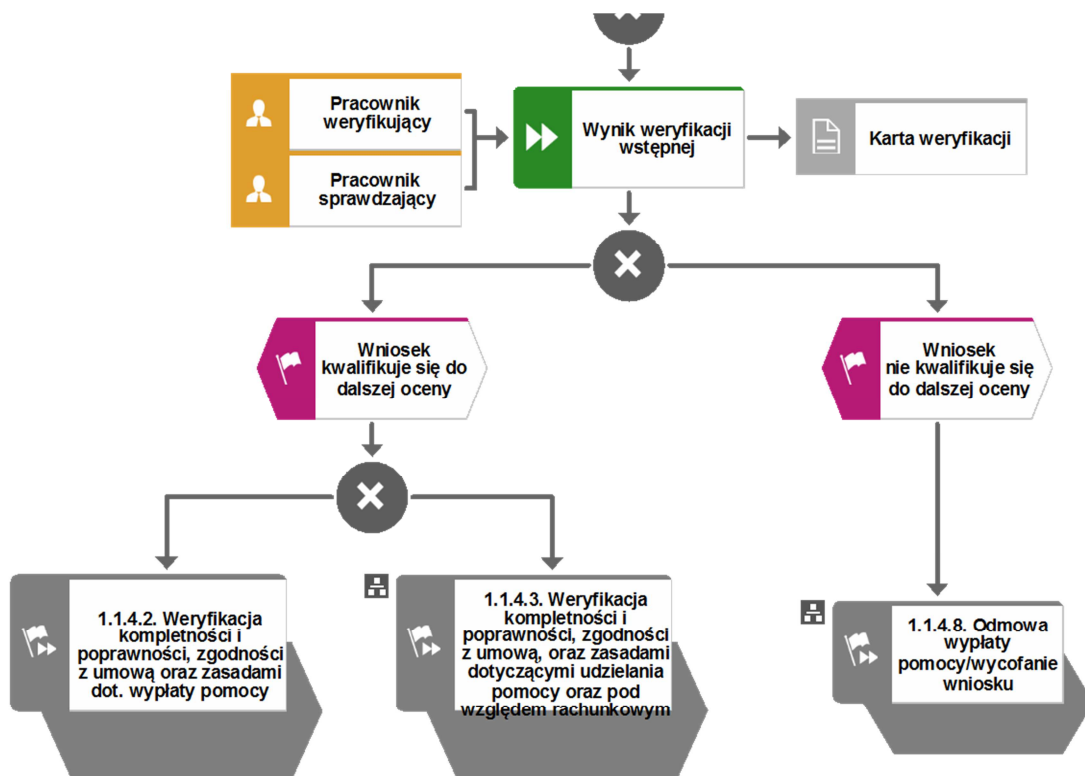 Pracownik
weryfikujący
Pracownik
sprawdzający
Wynik weryfikacji
wstępnej
Karta weryfikacji
Wniosek
kwalifikuje się do
dalszej oceny
Wniosek
nie kwalifikuje się
do dalszej oceny
1.1.4.2. Weryfikacja
kompletności i
poprawności, zgodności
z umową oraz zasadami
dot. wypłaty pomocy
1.1.4.3. Weryfikacja
kompletności i
poprawności, zgodności
z umową, oraz zasadami
dotyczącymi udzielania
pomocy oraz pod
względem rachunkowym
1.1.4.8. Odmowa
wypłaty
pomocy/wycofanie
wniosku